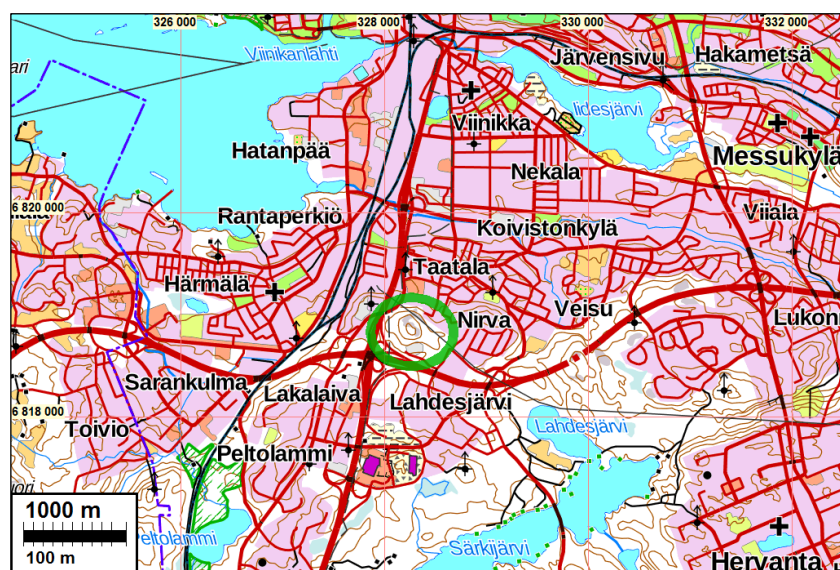 326 000
328 000
330 000
332 000
Viinikanlahti
Järvensivu
Hakametsä
ari
Iidesjärvi
Viinikka
Hatanpää
Messukylä
Nekala
6 820 000
Rantaperkiö
Viiala
Koivistonkylä
Taatala
Härmälä
Veisu
Nirva
Lukon
Sarankulma
Lakalaiva
Lahdesjärvi
6 818 000
Toivio
Lahdesjärvi
Peltolammi
uori
1000 m
100 m
Peltolammi
Särkijärvi
Hervanta